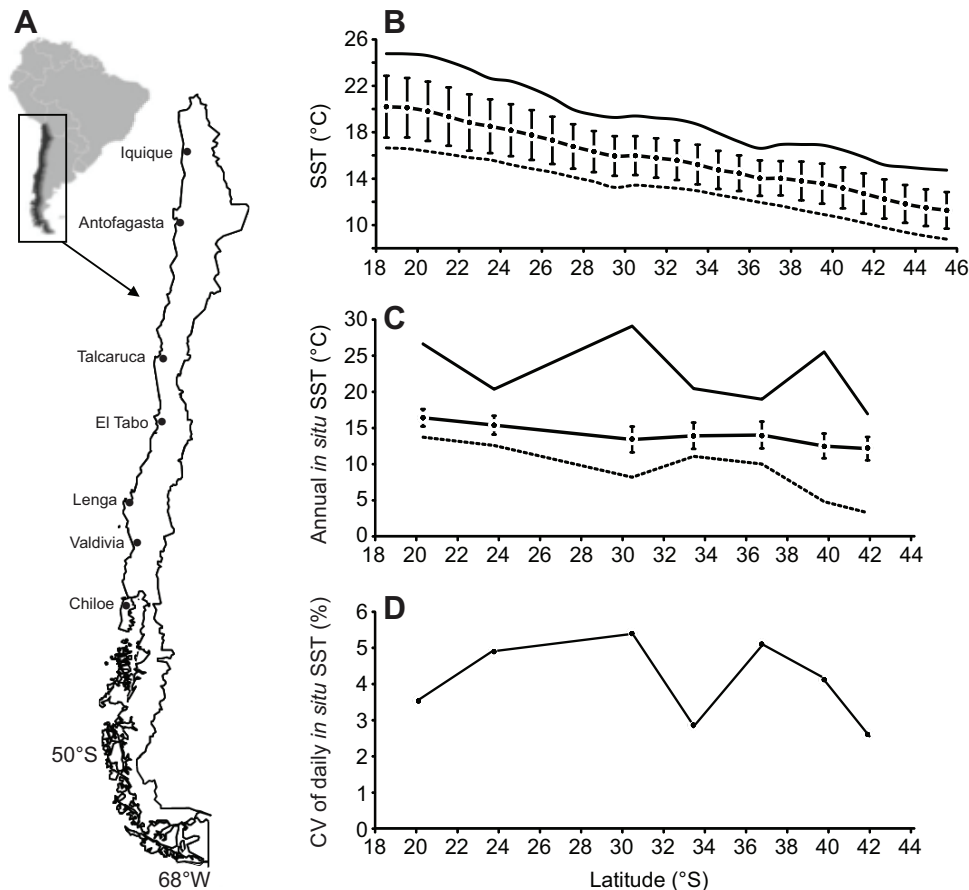 A
Iquique
Antofagasta
Talcaruca
El Tabo
Lenga
Valdivia
Chiloe
50°S
68°W
B
SST (°C)
26
22
18
14
10
18 20 22 24 26 28 30 32 34 36 38 40 42 44 46
C
Annual in situ SST (°C)
30
25
20
15
10
5
0
18 20 22 24 26 28 30 32 34 36 38 40 42 44
D
CV of daily in situ SST (%)
6
5
4
3
2
1
0
18 20 22 24 26 28 30 32 34 36 38 40 42 44
Latitude (°S)